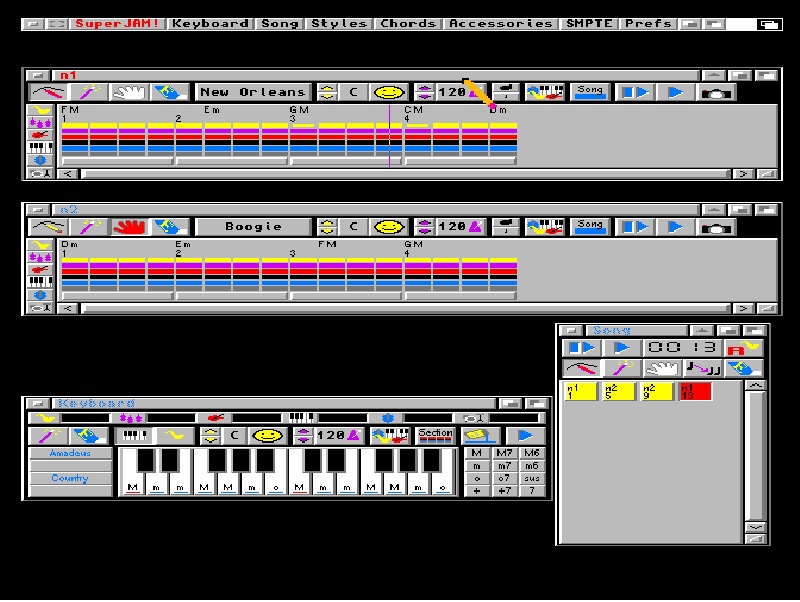 SuperJAM! Keyboard Song Styles Chords Accessories SMPTE Prefs
n1
New Orleans C 120 Song
FM Em GM CM Dm
1 2 3 4
n2
Boogie C 120 Song
Dm Em FM GM
1 2 3 4
Song
00 13
R
n1 n2 n2 n1
1 5 9 13
Keyboard
C 120 Section
Amadeus
Country
M M7 M6
m m7 m6
o o7 sus
+ +7 7
M m m M M m o M m m M M m o